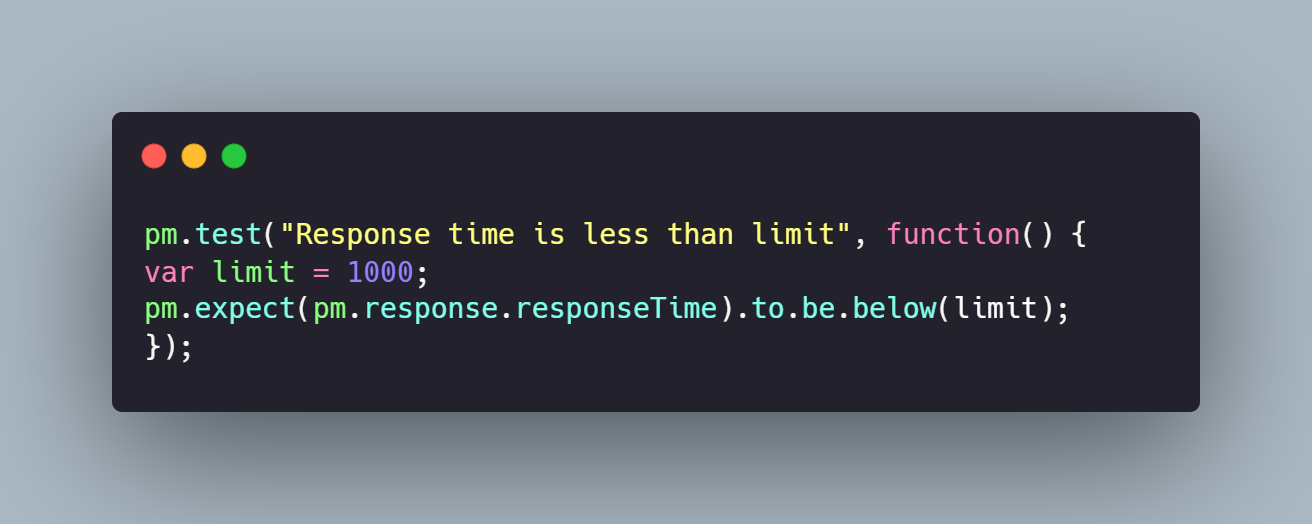 pm.test("Response time is less than limit", function() {
var limit = 1000;
pm.expect(pm.response.responseTime).to.be.below(limit);
});